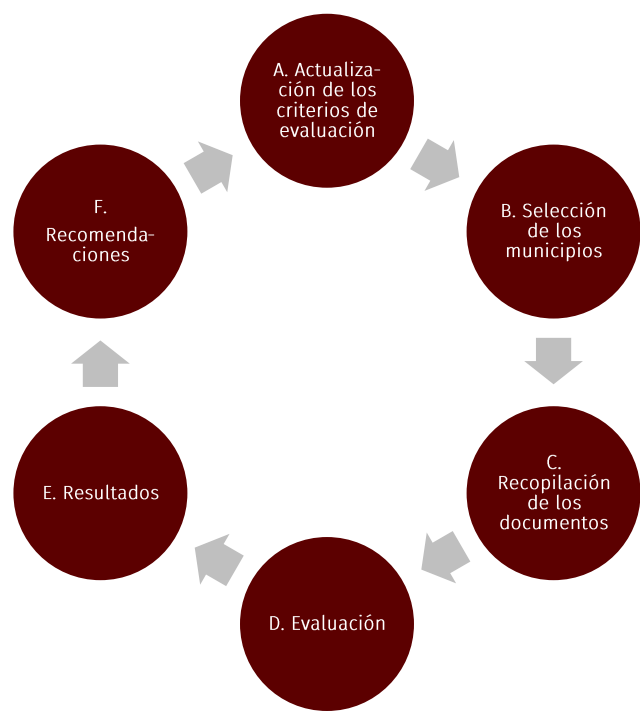 A. Actualiza-
ción de los
criterios de
evaluación
B. Selección
de los
municipios
C.
Recopilación
de los
documentos
D. Evaluación
E. Resultados
F.
Recomenda-
ciones